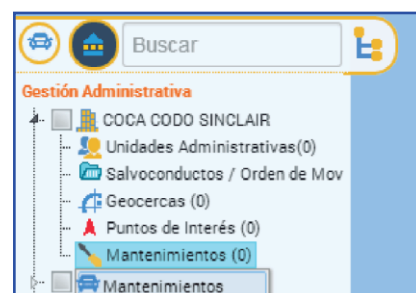 Buscar
Gestión Administrativa
COCA CODO SINCLAIR
Unidades Administrativas(0)
Salvoconductos / Orden de Mov
Geocercas (0)
Puntos de Interés (0)
Mantenimientos (0)
Mantenimientos